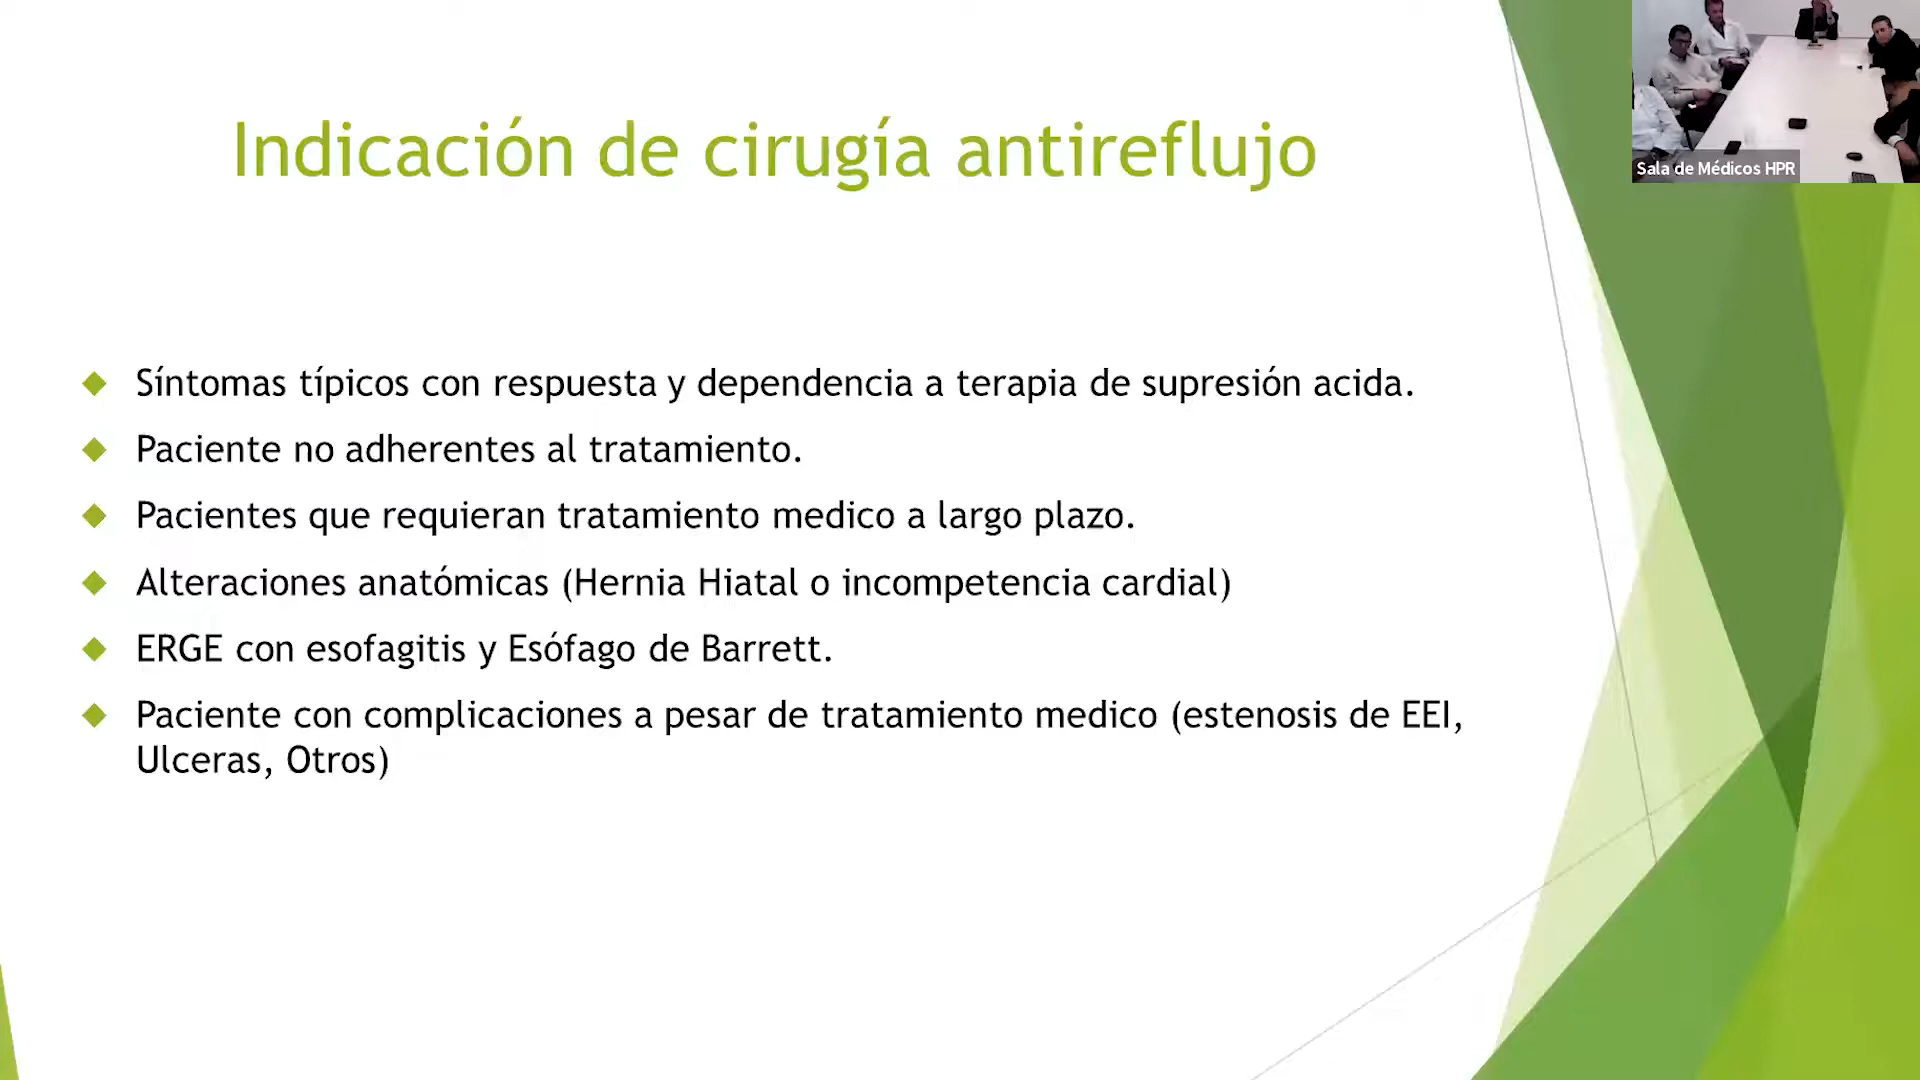 Indicación de cirugía antireflujo
Sala de Médicos HPR
Síntomas típicos con respuesta y dependencia a terapia de supresión acida.
Paciente no adherentes al tratamiento.
Pacientes que requieran tratamiento medico a largo plazo.
Alteraciones anatómicas (Hernia Hiatal o incompetencia cardial)
ERGE con esofagitis y Esófago de Barrett.
Paciente con complicaciones a pesar de tratamiento medico (estenosis de EEI,
Ulceras, Otros)